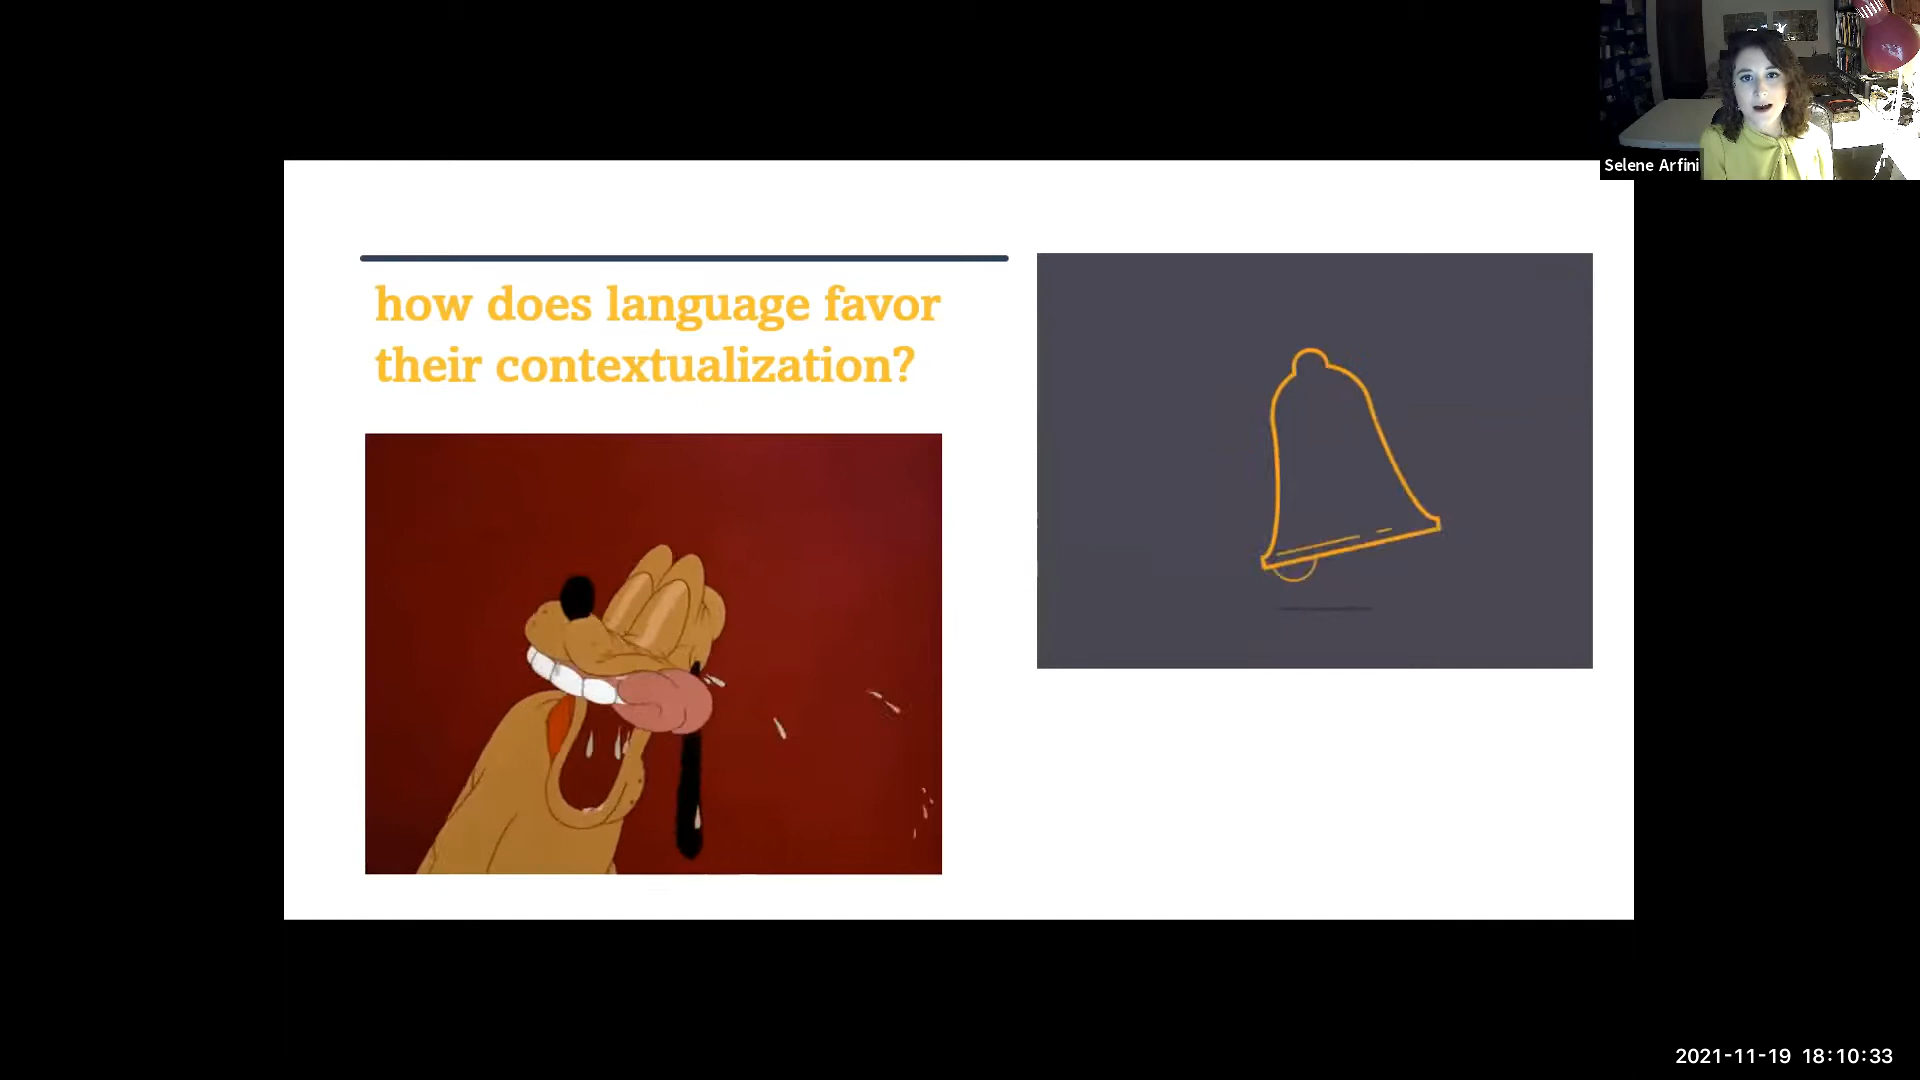 Selene Arfini
how does language favor
their contextualization?
2021-11-19 18:10:33